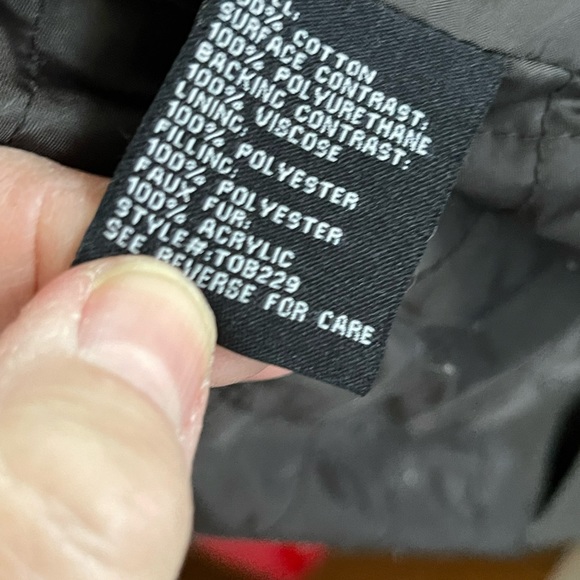 COTTON
SURFACE CONTRAST.
100% POLYURETHANE
BACKING CONTRAST:
100% VISCOSE
LINING:
100% POLYESTER
FILLING:
100% POLYESTER
FAUX FUR:
100% ACRYLIC
STYLE#:TOB229
SEE REVERSE FOR CARE